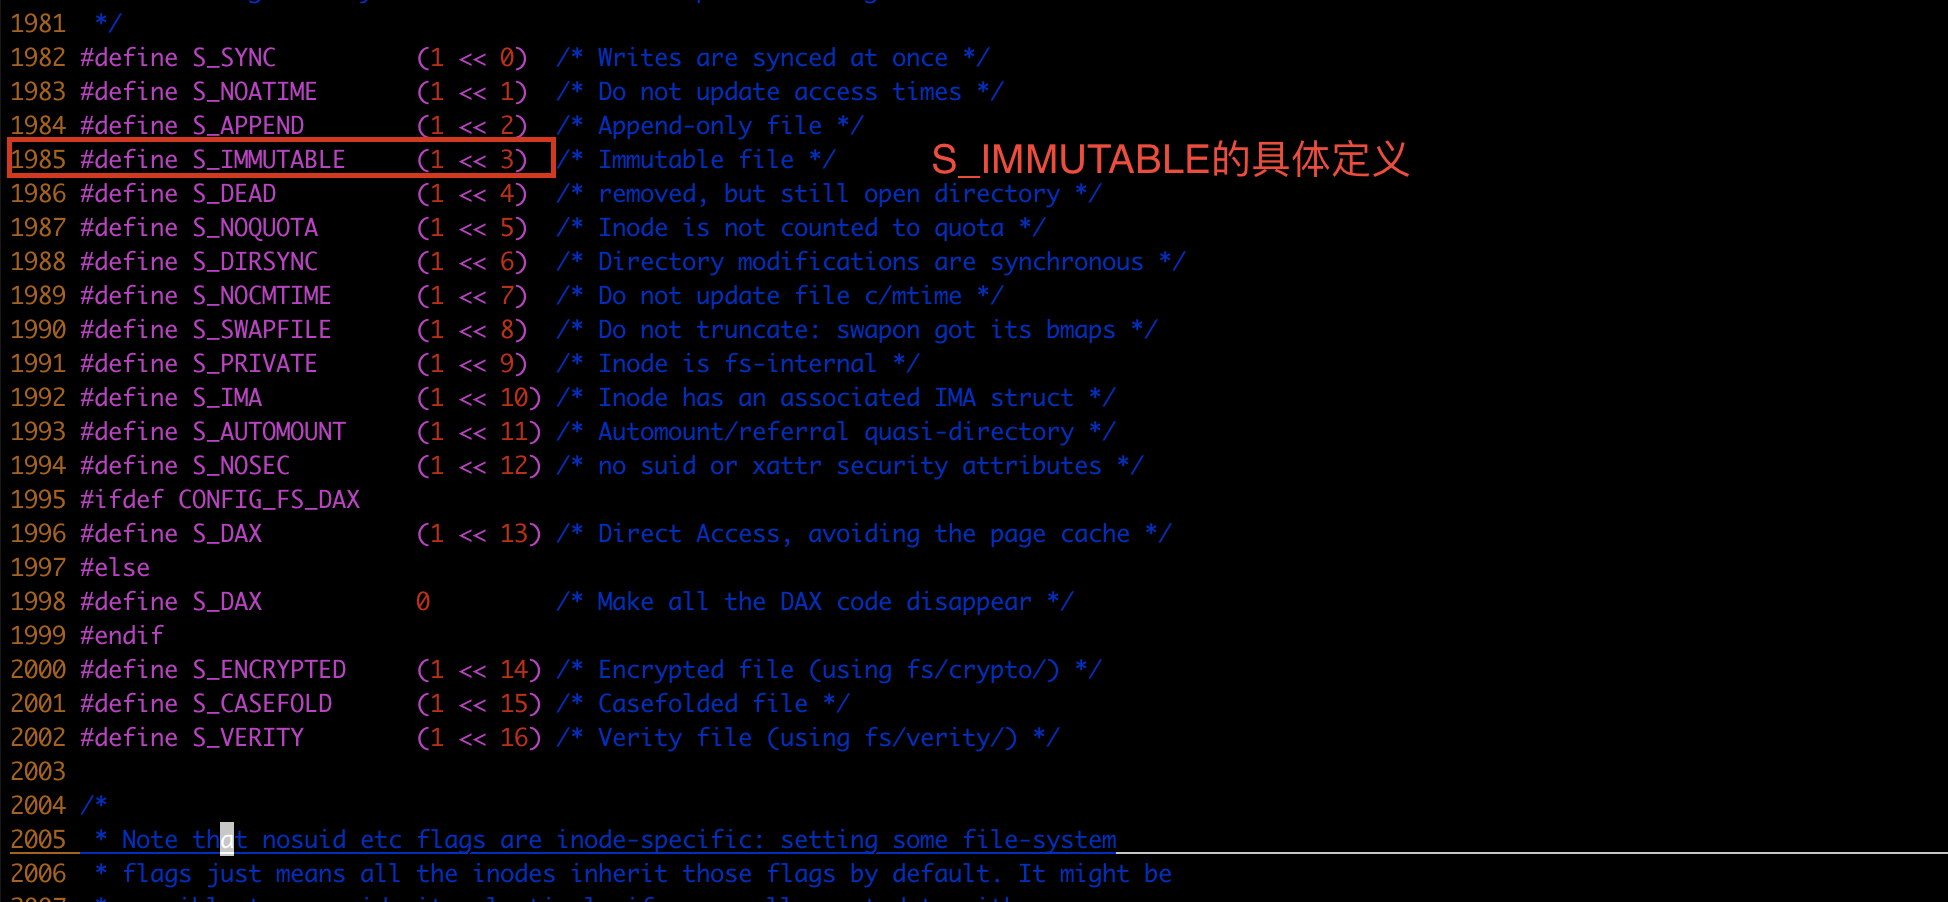 1981  */
1982 #define S_SYNC          (1 << 0)  /* Writes are synced at once */
1983 #define S_NOATIME       (1 << 1)  /* Do not update access times */
1984 #define S_APPEND        (1 << 2)  /* Append-only file */
1985 #define S_IMMUTABLE     (1 << 3)  /* Immutable file */ S_IMMUTABLE的具体定义
1986 #define S_DEAD          (1 << 4)  /* removed, but still open directory */
1987 #define S_NOQUOTA       (1 << 5)  /* Inode is not counted to quota */
1988 #define S_DIRSYNC       (1 << 6)  /* Directory modifications are synchronous */
1989 #define S_NOCMTIME      (1 << 7)  /* Do not update file c/mtime */
1990 #define S_SWAPFILE      (1 << 8)  /* Do not truncate: swapon got its bmaps */
1991 #define S_PRIVATE       (1 << 9)  /* Inode is fs-internal */
1992 #define S_IMA           (1 << 10) /* Inode has an associated IMA struct */
1993 #define S_AUTOMOUNT     (1 << 11) /* Automount/referral quasi-directory */
1994 #define S_NOSEC         (1 << 12) /* no suid or xattr security attributes */
1995 #ifdef CONFIG_FS_DAX
1996 #define S_DAX           (1 << 13) /* Direct Access, avoiding the page cache */
1997 #else
1998 #define S_DAX           0         /* Make all the DAX code disappear */
1999 #endif
2000 #define S_ENCRYPTED     (1 << 14) /* Encrypted file (using fs/crypto/) */
2001 #define S_CASEFOLD      (1 << 15) /* Casefolded file */
2002 #define S_VERITY        (1 << 16) /* Verity file (using fs/verity/) */
2003
2004 /*
2005  * Note that nosuid etc flags are inode-specific: setting some file-system
2006  * flags just means all the inodes inherit those flags by default. It might be